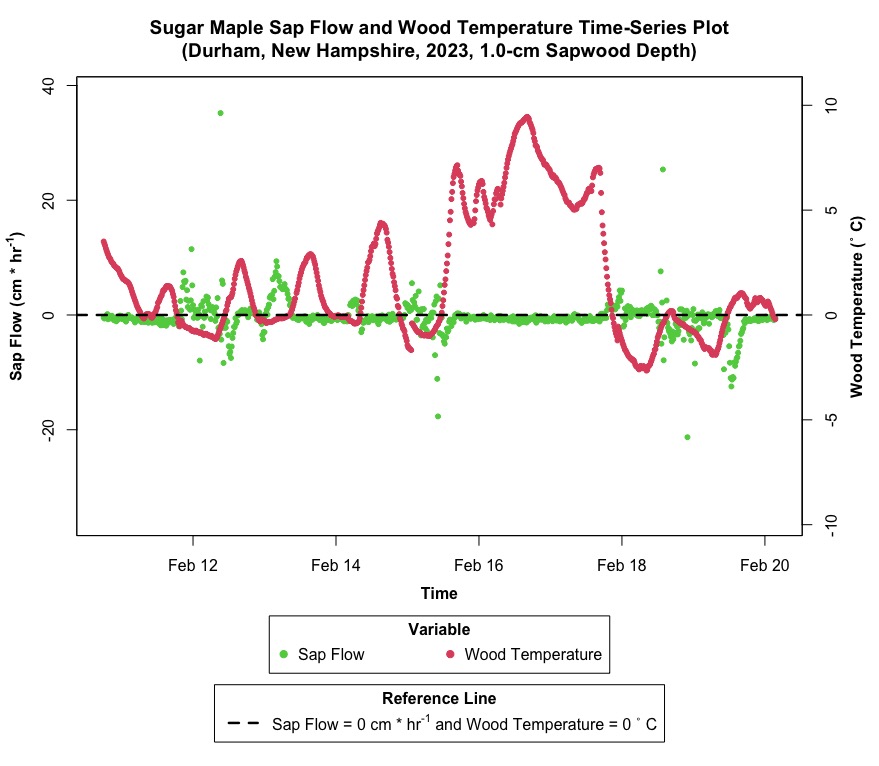 Sugar Maple Sap Flow and Wood Temperature Time-Series Plot
(Durham, New Hampshire, 2023, 1.0-cm Sapwood Depth)
40
20
0
-20
Sap Flow (cm * hr⁻¹)
10
5
0
-5
-10
Wood Temperature (° C)
Feb 12
Feb 14
Feb 16
Feb 18
Feb 20
Time
Variable
Sap Flow
Wood Temperature
Reference Line
Sap Flow = 0 cm * hr⁻¹ and Wood Temperature = 0 ° C